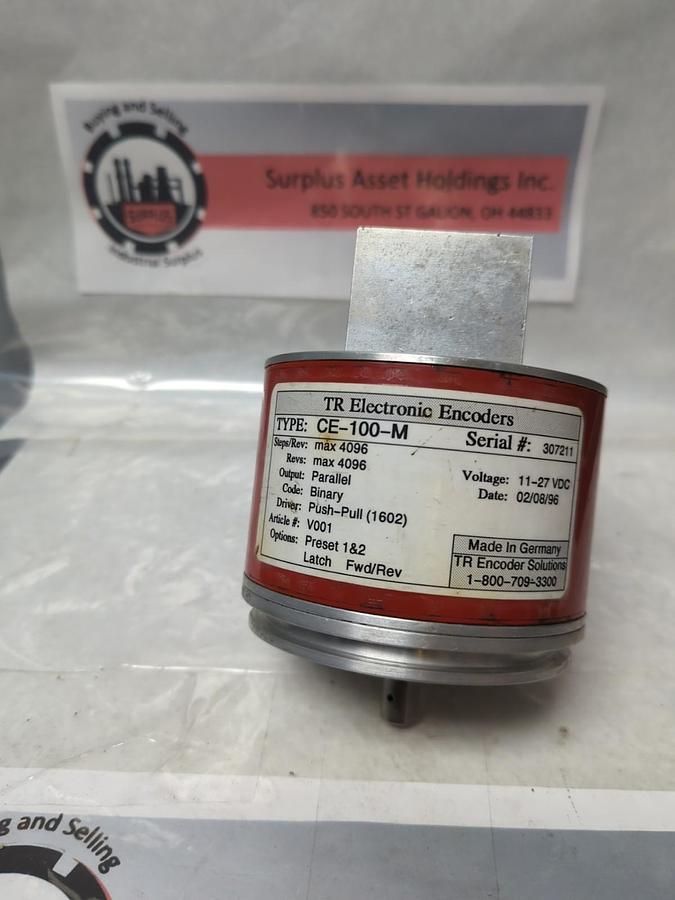 Buying and Selling
SURPLUS
Industrial Surplus
Surplus Asset Holdings Inc.
850 SOUTH ST GALION, OH 44833
TR Electronic Encoders
TYPE: CE-100-M
Serial #: 307211
Steps/Rev: max 4096
Revs: max 4096
Output: Parallel
Code: Binary
Driver: Push-Pull (1602)
Article #: V001
Options: Preset 1&2
Latch Fwd/Rev
Voltage: 11-27 VDC
Date: 02/08/96
Made In Germany
TR Encoder Solutions
1-800-709-3300
g and Selling